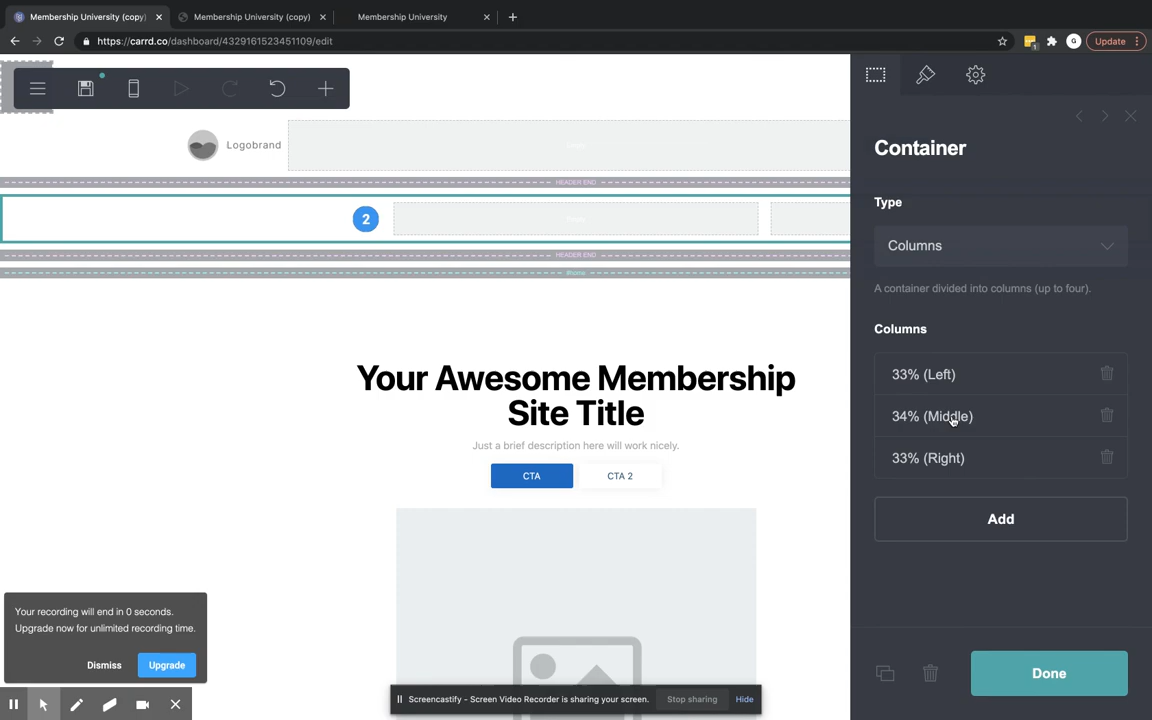 Membership University (copy)
Membership University (copy)
Membership University
https://carrd.co/dashboard/4329161523451109/edit
G
Update
Logobrand
HEADER END
2
HEADER END
Container
Type
Columns
A container divided into columns (up to four).
Columns
33% (Left)
34% (Middle)
33% (Right)
Add
Done
Your Awesome Membership
Site Title
Just a brief description here will work nicely.
CTA
CTA 2
Your recording will end in 0 seconds.
Upgrade now for unlimited recording time.
Dismiss
Upgrade
Screencastify - Screen Video Recorder is sharing your screen.
Stop sharing
Hide